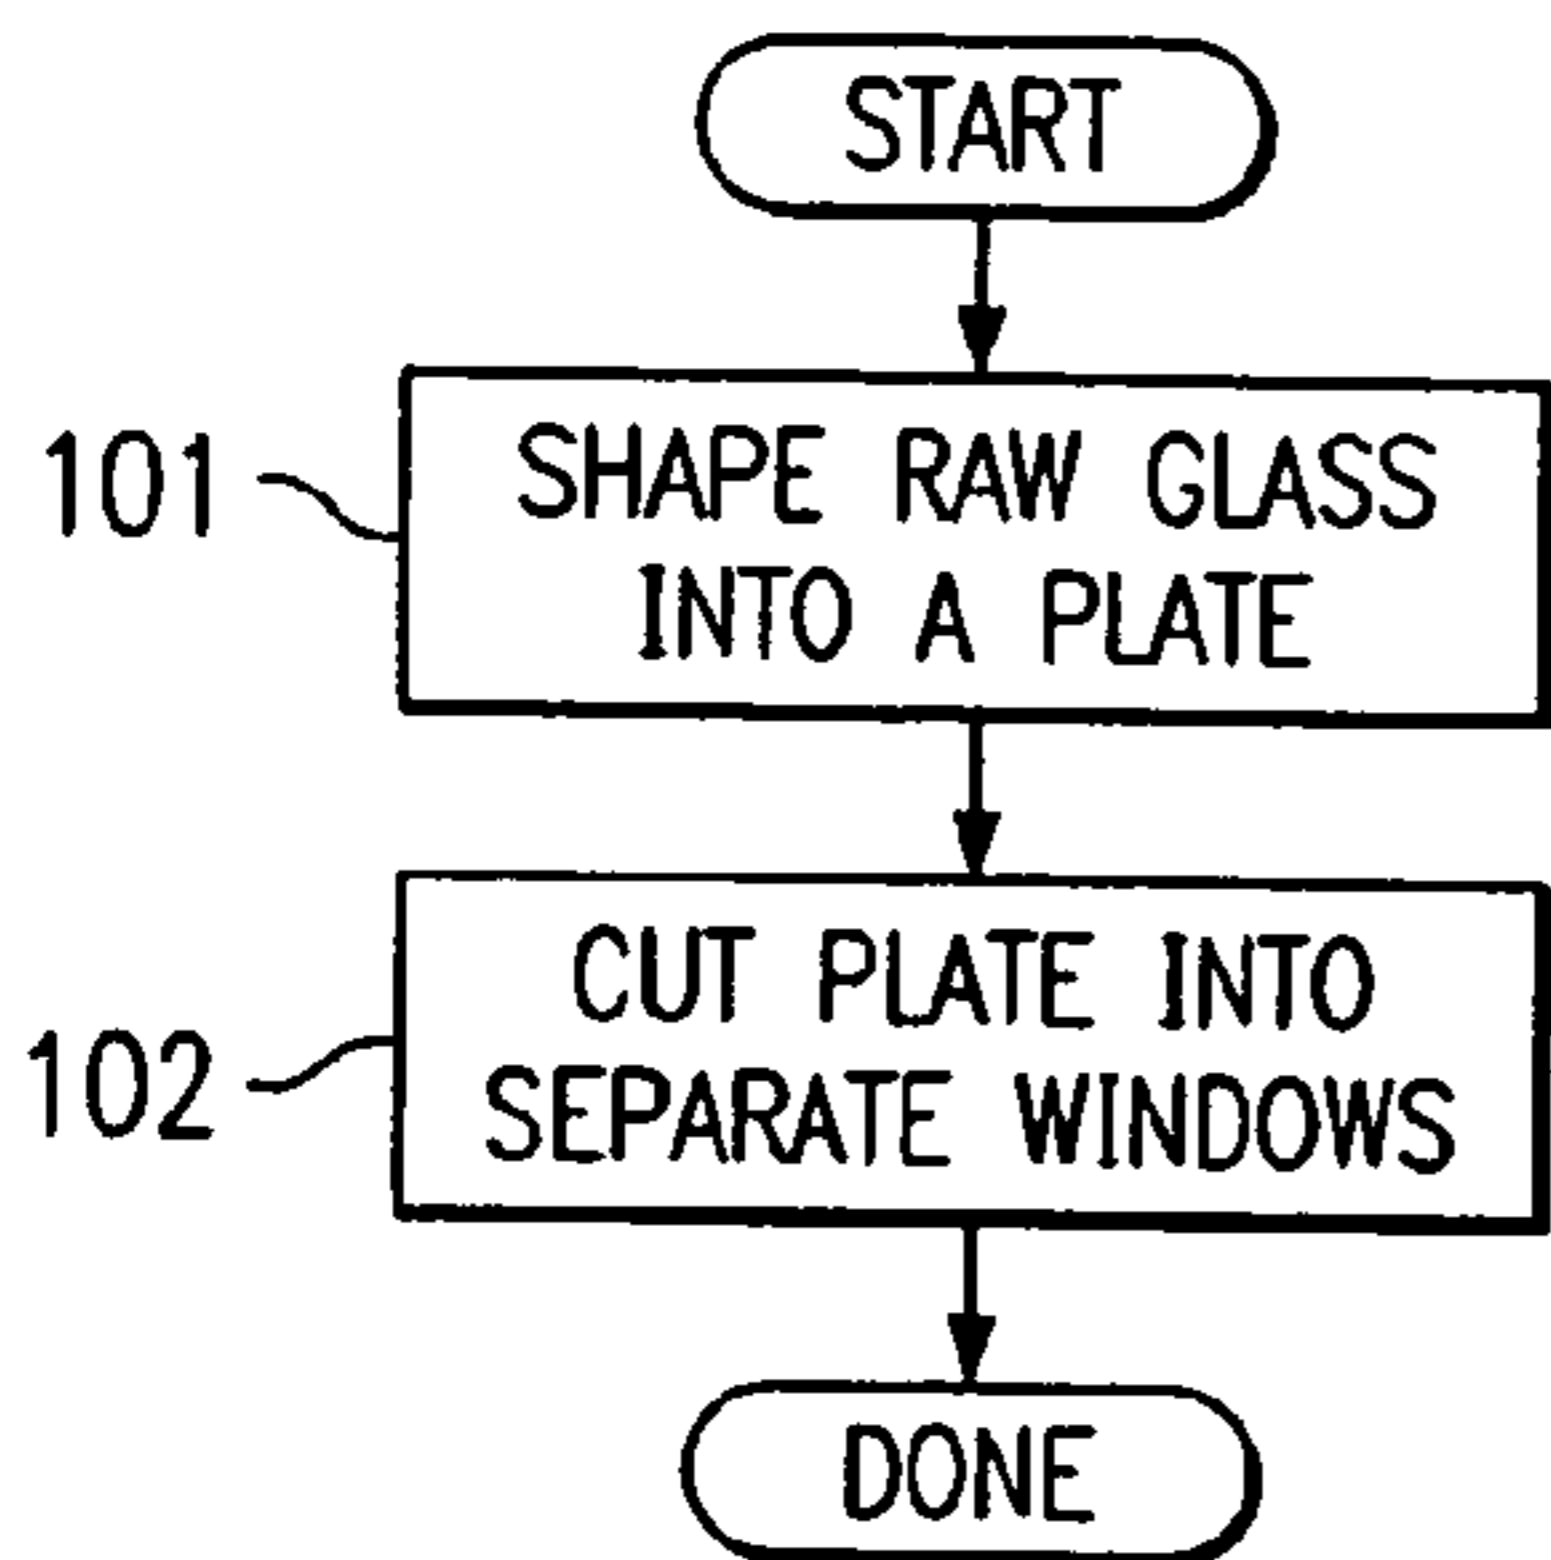 START
101
SHAPE RAW GLASS
INTO A PLATE
102
CUT PLATE INTO
SEPARATE WINDOWS
DONE